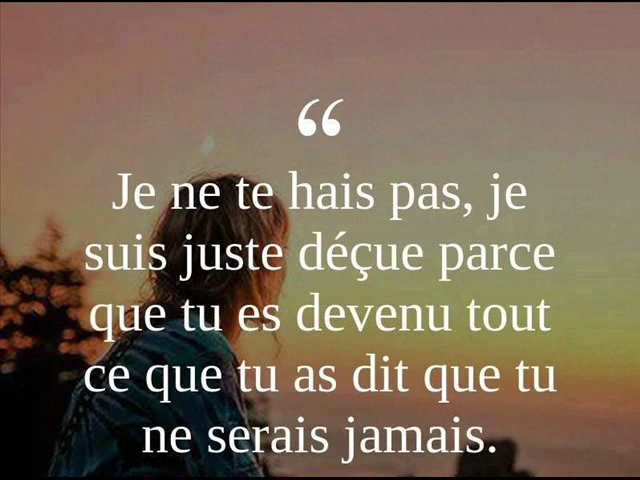 “
Je ne te hais pas, je
suis juste déçue parce
que tu es devenu tout
ce que tu as dit que tu
ne serais jamais.